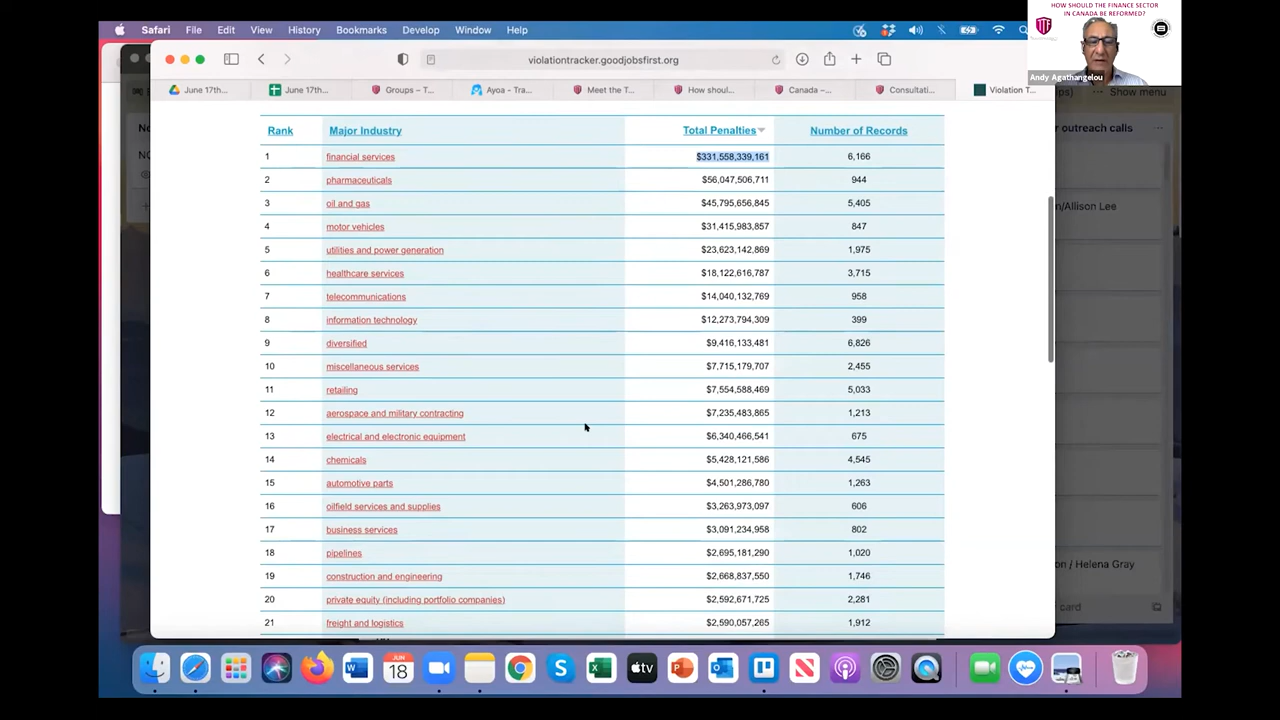 Safari File Edit View History Bookmarks Develop Window Help
HOW SHOULD THE FINANCE SECTOR
IN CANADA BE REFORMED?
TTF
Andy Agathangelou
violationtracker.goodjobsfirst.org
June 17th... June 17th... Groups – T... Ayoa - Tra... Meet the T... How shoul... Canada –... Consultati... Violation T...
Show menu
Rank Major Industry Total Penalties Number of Records
1 financial services $331,558,339,161 6,166
2 pharmaceuticals $56,047,506,711 944
3 oil and gas $45,795,656,845 5,405
4 motor vehicles $31,415,983,857 847
5 utilities and power generation $23,623,142,869 1,975
6 healthcare services $18,122,616,787 3,715
7 telecommunications $14,040,132,769 958
8 information technology $12,273,794,309 399
9 diversified $9,416,133,481 6,826
10 miscellaneous services $7,715,179,707 2,455
11 retailing $7,554,588,469 5,033
12 aerospace and military contracting $7,235,483,865 1,213
13 electrical and electronic equipment $6,340,466,541 675
14 chemicals $5,428,121,586 4,545
15 automotive parts $4,501,286,780 1,263
16 oilfield services and supplies $3,263,973,097 606
17 business services $3,091,234,958 802
18 pipelines $2,695,181,290 1,020
19 construction and engineering $2,668,837,550 1,746
20 private equity (including portfolio companies) $2,592,671,725 2,281
21 freight and logistics $2,590,057,265 1,912
r outreach calls
n/Allison Lee
on / Helena Gray
card
JUN
18
tv